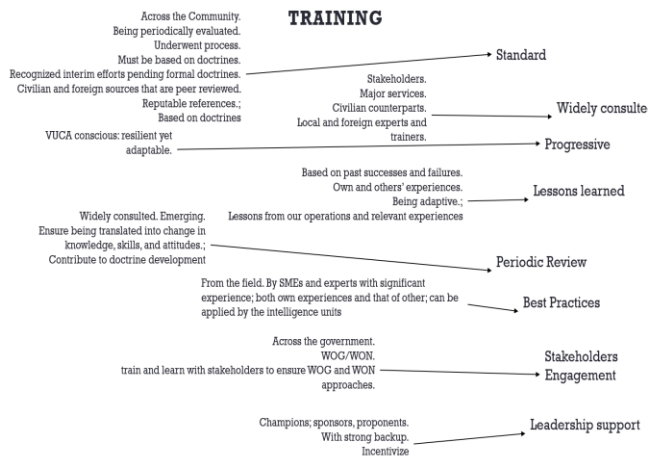 TRAINING
Across the Community.
Being periodically evaluated.
Underwent process.
Must be based on doctrines.
Recognized interim efforts pending formal doctrines.
Civilian and foreign sources that are peer reviewed.
Reputable references.;
Based on doctrines
Standard
Stakeholders.
Major services.
Civilian counterparts.
Local and foreign experts and
trainers.
Widely consulte
VUCA conscious: resilient yet
adaptable.
Progressive
Based on past successes and failures.
Own and others' experiences.
Being adaptive.;
Lessons from our operations and relevant experiences
Lessons learned
Widely consulted. Emerging.
Ensure being translated into change in
knowledge, skills, and attitudes.;
Contribute to doctrine development
Periodic Review
From the field. By SMEs and experts with significant
experience; both own experiences and that of other; can be
applied by the intelligence units
Best Practices
Across the government.
WOG/WON.
train and learn with stakeholders to ensure WOG and WON
approaches.
Stakeholders
Engagement
Champions; sponsors, proponents.
With strong backup.
Incentivize
Leadership support